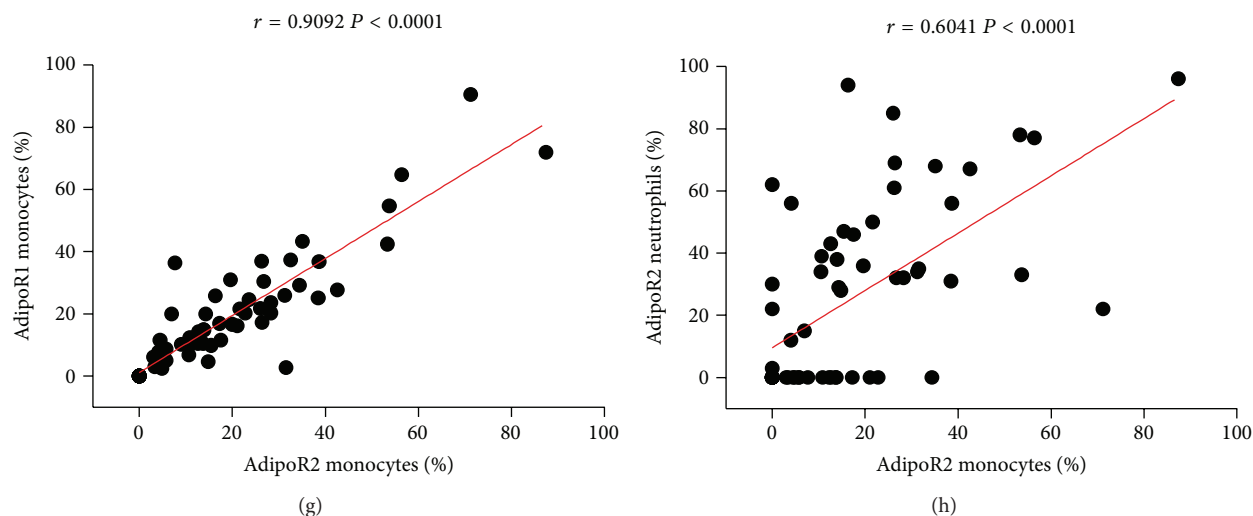 r = 0.9092 P < 0.0001
100
80
60
40
20
0
AdipoR1 monocytes (%)
0 20 40 60 80 100
AdipoR2 monocytes (%)
(g)
r = 0.6041 P < 0.0001
100
80
60
40
20
0
AdipoR2 neutrophils (%)
0 20 40 60 80 100
AdipoR2 monocytes (%)
(h)